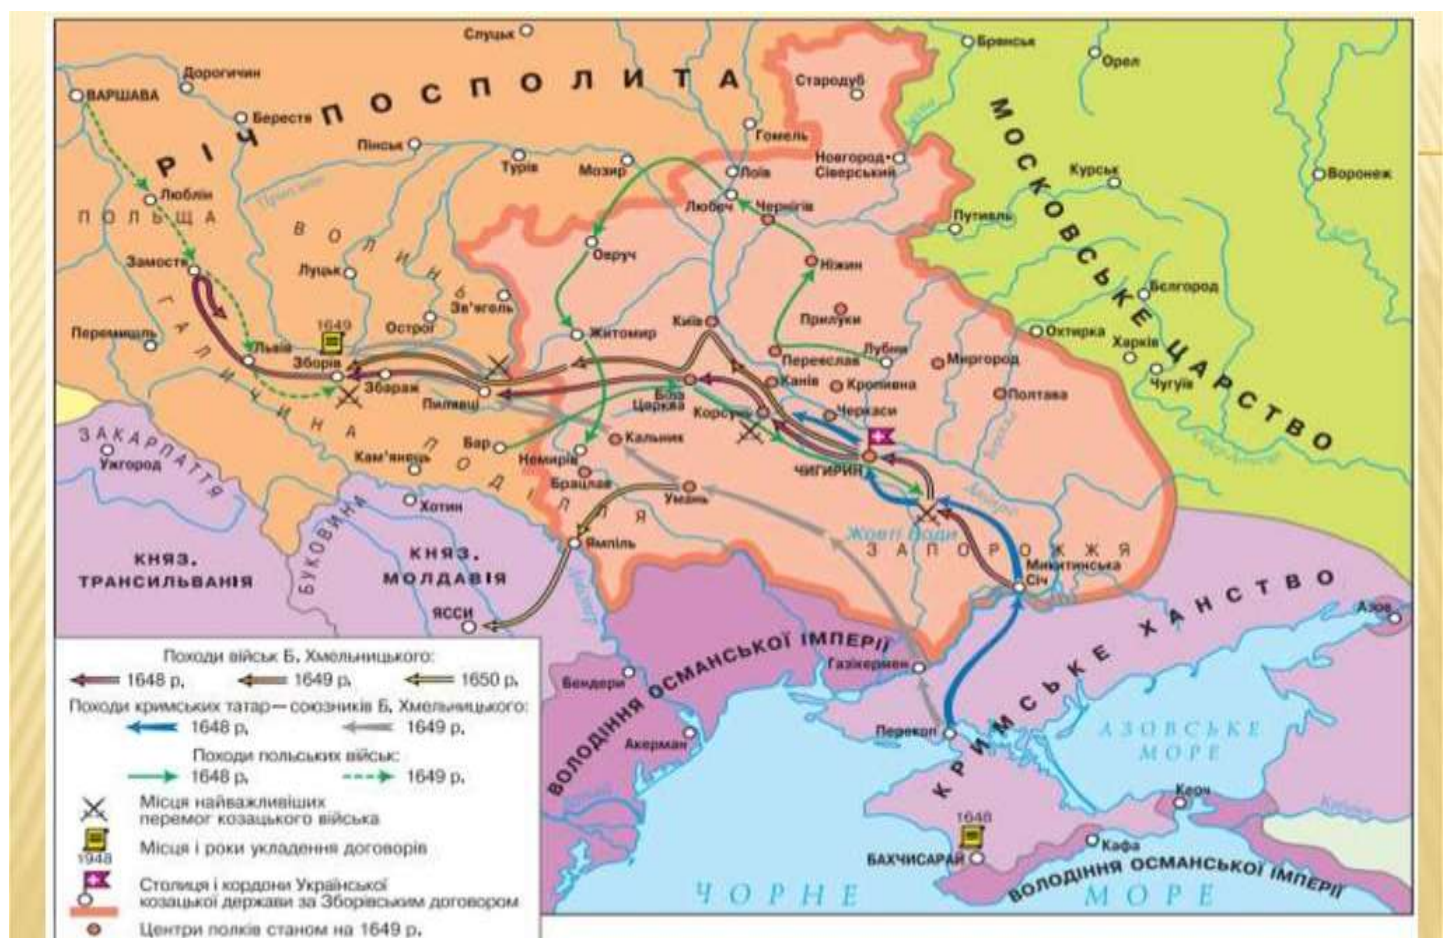 Слуцьк
Брянськ
Орел
РІЧ ПОСПОЛИТА
Стародуб
Дорогичин
ВАРШАВА
Берестя
Гомель
Пінськ
Турів
Мозир
Лоїв
Новгород-
Сіверський
Курськ
Воронеж
МОСКОВСЬКЕ ЦАРСТВО
Люблін
ПОЛЬЩА
Любеч
Чернігів
Путивль
ВОЛИНЬ
Замостя
Луцьк
Овруч
Ніжин
Бєлгород
Зв'ягель
Острог
1649
Перемишль
Львів
Зборів
Збараж
Житомир
Київ
Прилуки
Охтирка
Харків
Чугуїв
Переяслав
Лубни
Миргород
ГАЛИЧИНА
Пилявці
Біла
Церква
Канів
Кропивна
Полтава
Корсунь
Черкаси
ЗАКАРПАТТЯ
Ужгород
Бар
Кальник
Кам'янець
ПОДІЛЛЯ
Немирів
Брацлав
ЧИГИРИН
Умань
Дніпро
Хотин
БУКОВИНА
Ямпіль
Жовті Води
ЗАПОРОЖЖЯ
КНЯЗ.
ТРАНСИЛЬВАНІЯ
КНЯЗ.
МОЛДАВІЯ
Микитинська
Січ
ЯССИ
КРИМСЬКЕ ХАНСТВО
Азов
ВОЛОДІННЯ ОСМАНСЬКОЇ ІМПЕРІЇ
Газікермен
Бендери
Акерман
Перекоп
АЗОВСЬКЕ
МОРЕ
Керч
1648
БАХЧИСАРАЙ
Кафа
ВОЛОДІННЯ ОСМАНСЬКОЇ ІМПЕРІЇ
ЧОРНЕ МОРЕ
Походи військ Б. Хмельницького:
1648 р. 1649 р. 1650 р.
Походи кримських татар — союзників Б. Хмельницького:
1648 р. 1649 р.
Походи польських військ:
1648 р. 1649 р.
Місця найважливіших
перемог козацького війська
1948
Місця і роки укладення договорів
Столиця і кордони Української
козацької держави за Зборівським договором
Центри полків станом на 1649 р.